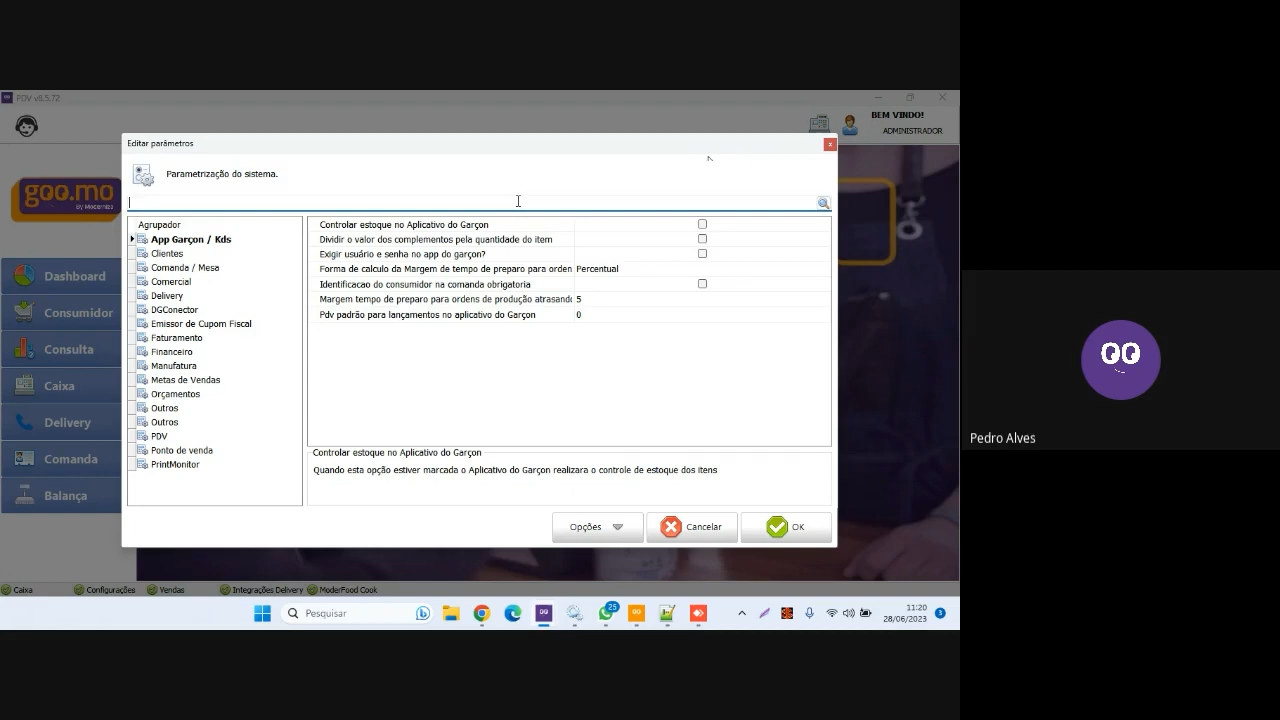 PDV v8.5.72
BEM VINDO!
ADMINISTRADOR
goo.mo
By Moderniza
Dashboard
Consumidor
Consulta
Caixa
Delivery
Comanda
Balança
Editar parâmetros
Parametrização do sistema.
Agrupador
App Garçon / Kds
Clientes
Comanda / Mesa
Comercial
Delivery
DGConector
Emissor de Cupom Fiscal
Faturamento
Financeiro
Manufatura
Metas de Vendas
Orçamentos
Outros
Outros
PDV
Ponto de venda
PrintMonitor
Controlar estoque no Aplicativo do Garçon
Dividir o valor dos complementos pela quantidade do item
Exigir usuário e senha no app do garçon?
Forma de calculo da Margem de tempo de preparo para orden Percentual
Identificacao do consumidor na comanda obrigatoria
Margem tempo de preparo para ordens de produção atrasando 5
Pdv padrão para lançamentos no aplicativo do Garçon 0
Controlar estoque no Aplicativo do Garçon
Quando esta opção estiver marcada o Aplicativo do Garçon realizara o controle de estoque dos itens
Opções Cancelar OK
Caixa Configurações Vendas Integrações Delivery ModerFood Cook
Pesquisar
25
11:20
28/06/2023
3
Pedro Alves